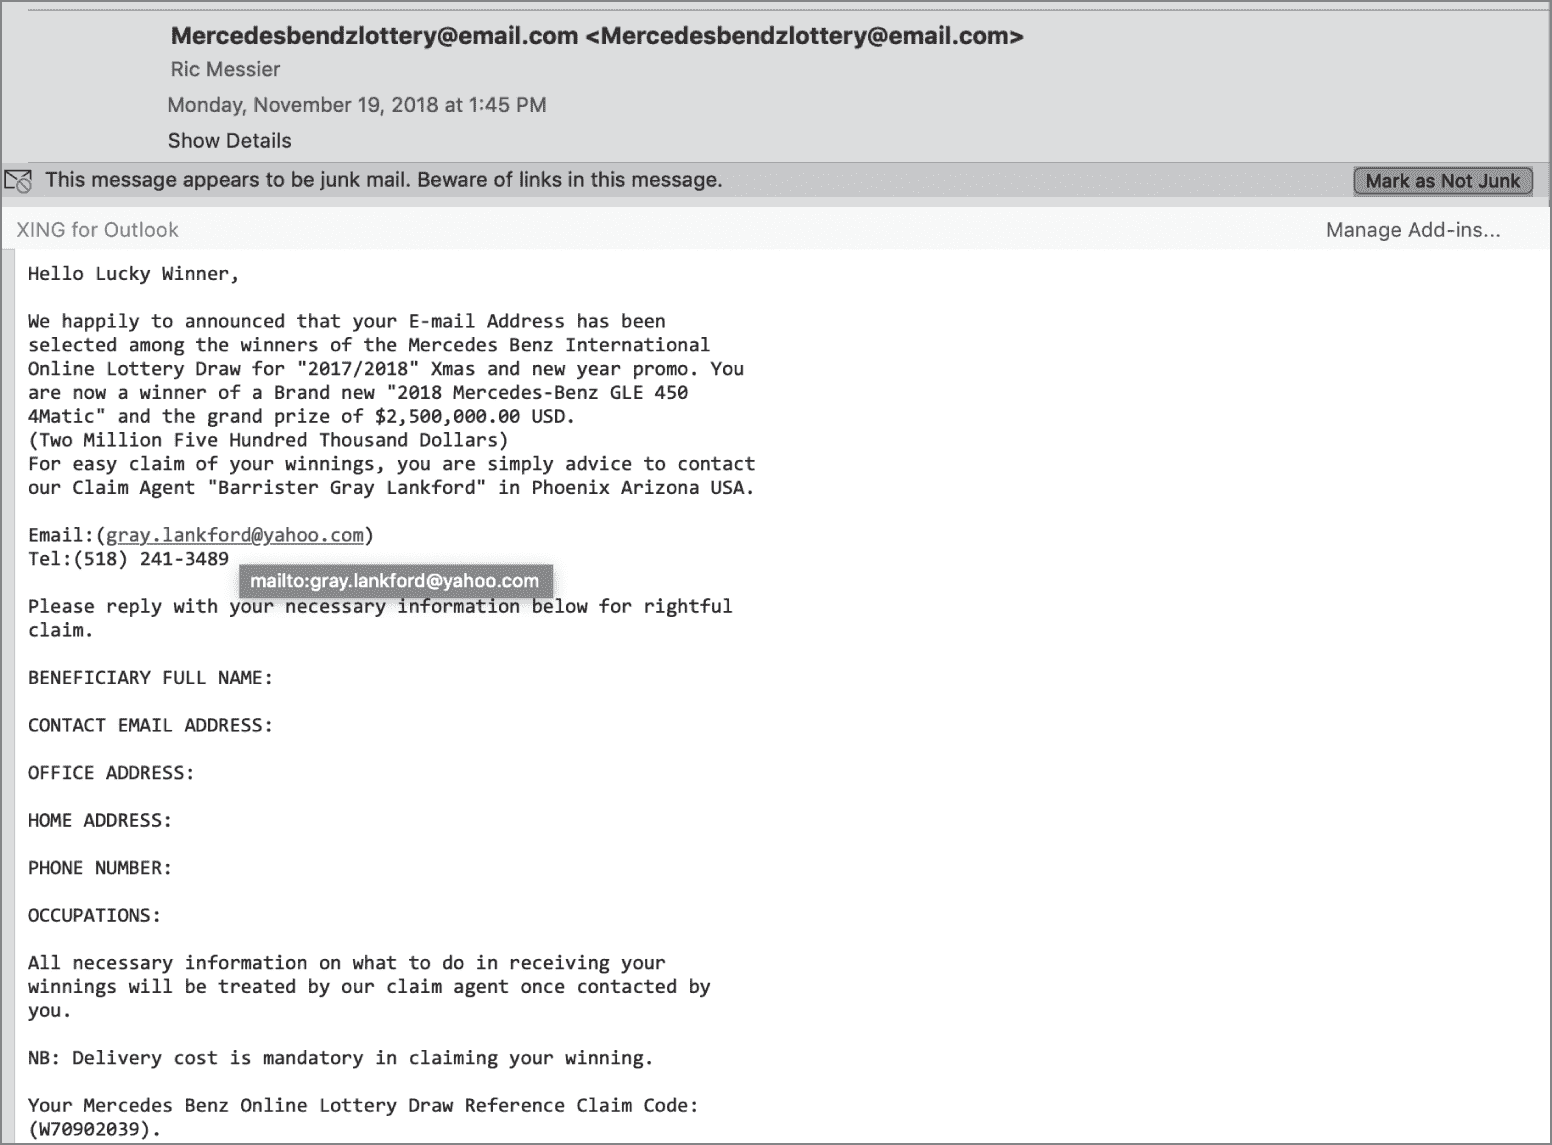 Mercedesbendzlottery@email.com <Mercedesbendzlottery@email.com>
Ric Messier
Monday, November 19, 2018 at 1:45 PM
Show Details
This message appears to be junk mail. Beware of links in this message.
Mark as Not Junk
XING for Outlook
Manage Add-ins...
Hello Lucky Winner,
We happily to announced that your E-mail Address has been
selected among the winners of the Mercedes Benz International
Online Lottery Draw for "2017/2018" Xmas and new year promo. You
are now a winner of a Brand new "2018 Mercedes-Benz GLE 450
4Matic" and the grand prize of $2,500,000.00 USD.
(Two Million Five Hundred Thousand Dollars)
For easy claim of your winnings, you are simply advice to contact
our Claim Agent "Barrister Gray Lankford" in Phoenix Arizona USA.
Email:(gray.lankford@yahoo.com)
Tel:(518) 241-3489
mailto:gray.lankford@yahoo.com
Please reply with your necessary information below for rightful
claim.
BENEFICIARY FULL NAME:
CONTACT EMAIL ADDRESS:
OFFICE ADDRESS:
HOME ADDRESS:
PHONE NUMBER:
OCCUPATIONS:
All necessary information on what to do in receiving your
winnings will be treated by our claim agent once contacted by
you.
NB: Delivery cost is mandatory in claiming your winning.
Your Mercedes Benz Online Lottery Draw Reference Claim Code:
(W70902039).